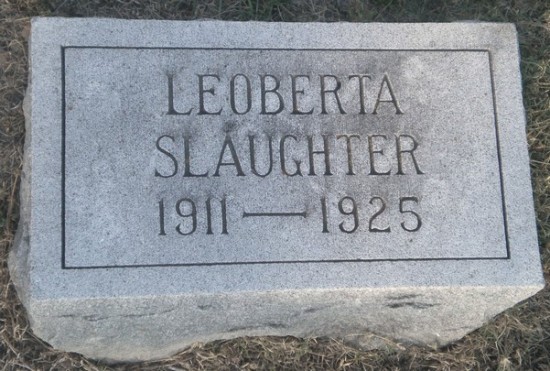 LEOBERTA
SLAUGHTER
1911 — 1925